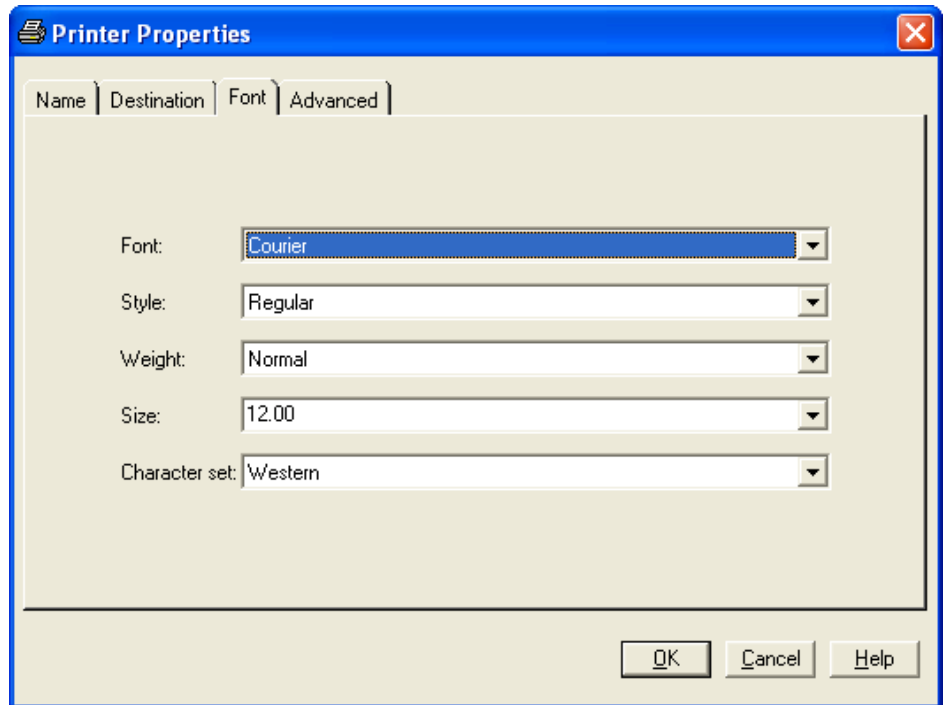 Printer Properties
Name Destination Font Advanced
Font: Courier
Style: Regular
Weight: Normal
Size: 12.00
Character set: Western
OK Cancel Help